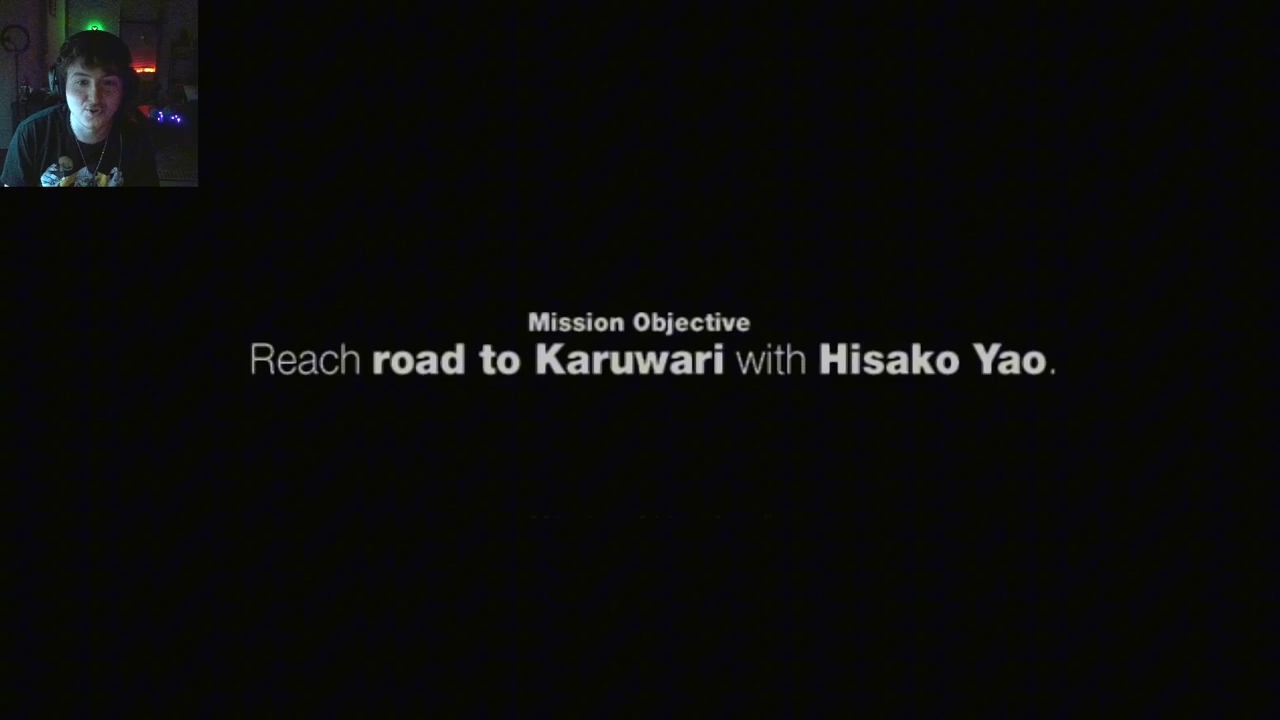 Mission Objective
Reach road to Karuwari with Hisako Yao.